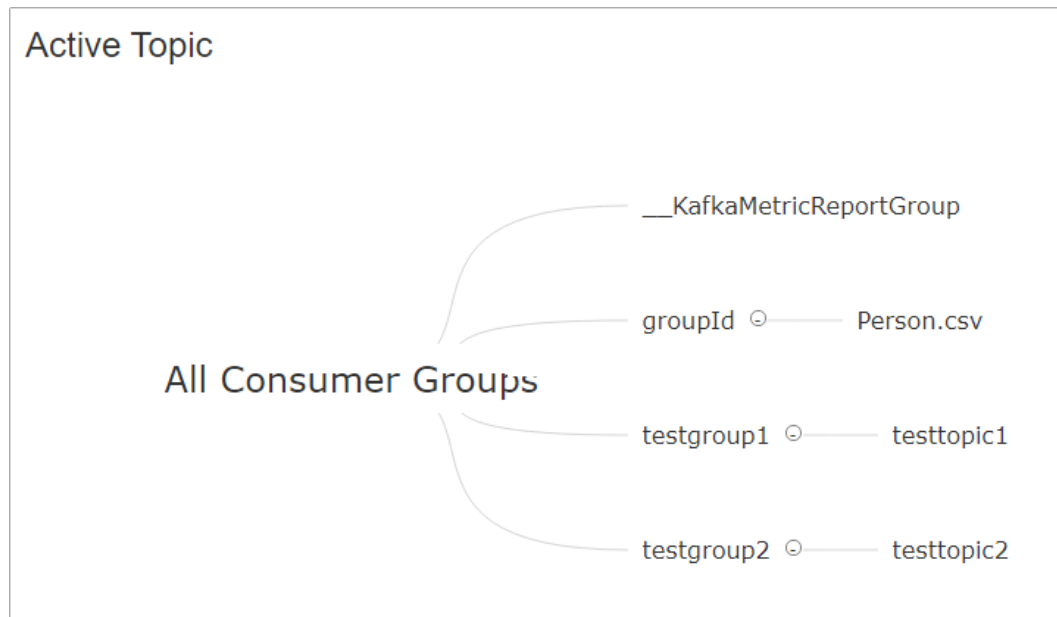 Active Topic
__KafkaMetricReportGroup
groupId - Person.csv
All Consumer Groups
testgroup1 - testtopic1
testgroup2 - testtopic2